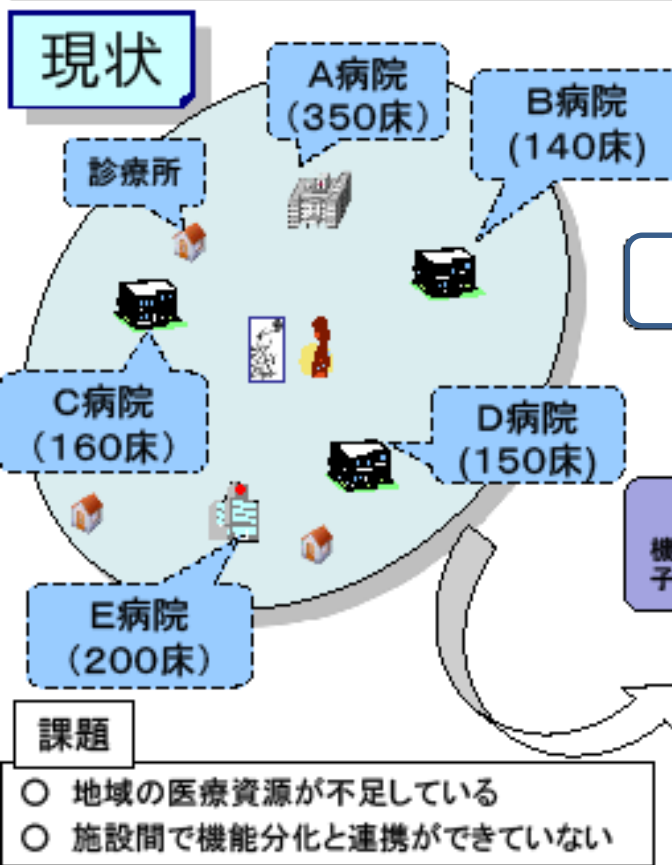 現状
A病院
（350床）
B病院
(140床)
診療所
C病院
（160床）
D病院
(150床)
機
子
E病院
（200床）
課題
○ 地域の医療資源が不足している
○ 施設間で機能分化と連携ができていない